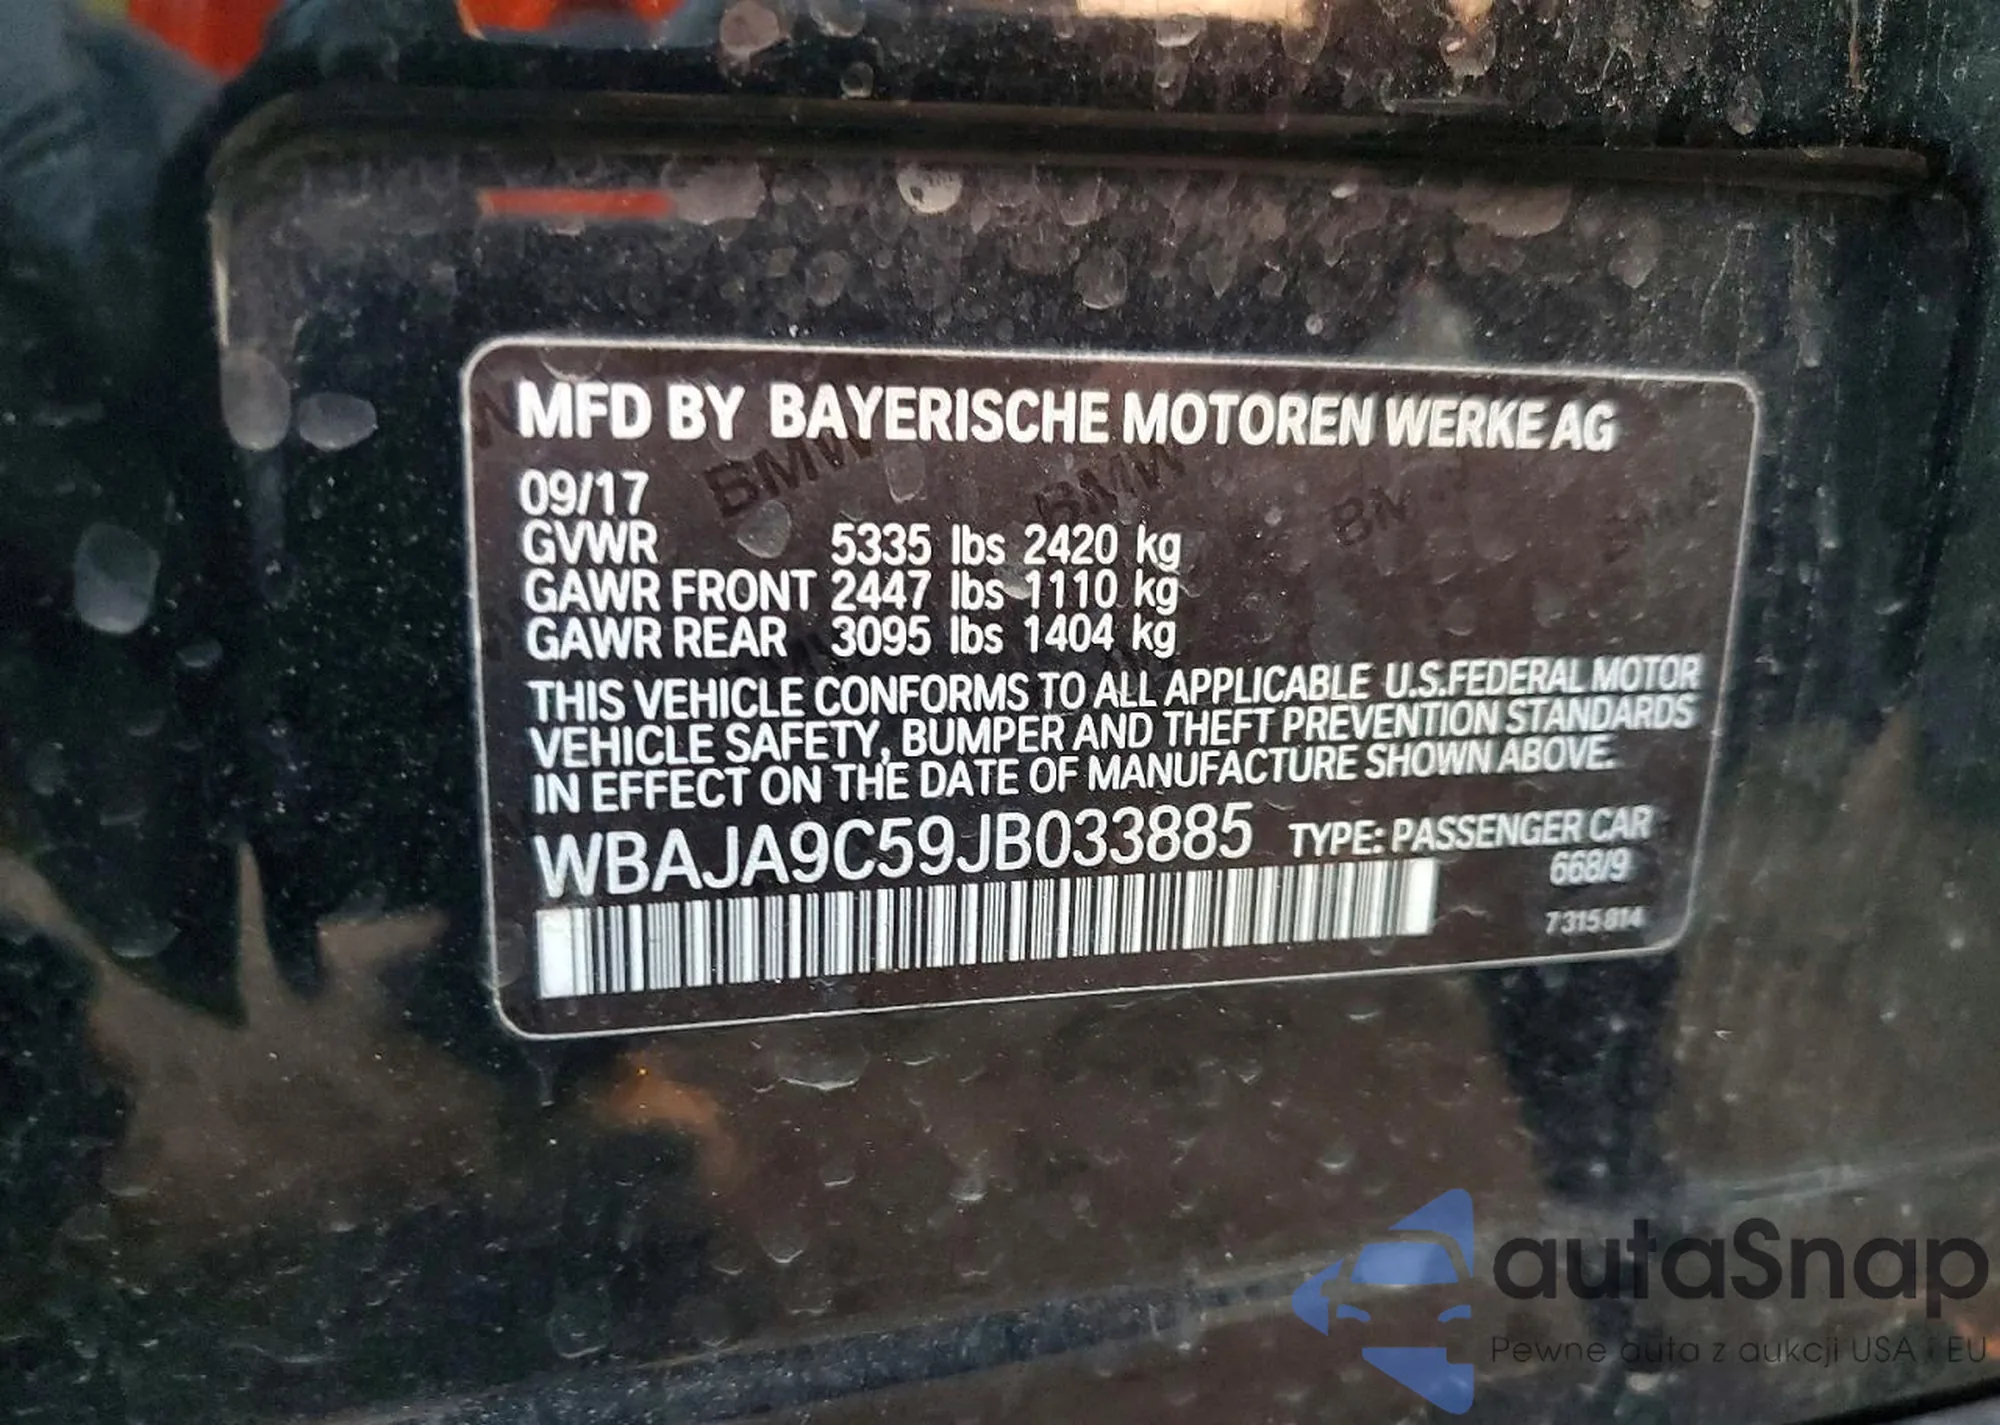 MFD BY BAYERISCHE MOTOREN WERKE AG
09/17
GVWR 5335 lbs 2420 kg
GAWR FRONT 2447 lbs 1110 kg
GAWR REAR 3095 lbs 1404 kg
THIS VEHICLE CONFORMS TO ALL APPLICABLE U.S.FEDERAL MOTOR
VEHICLE SAFETY, BUMPER AND THEFT PREVENTION STANDARDS
IN EFFECT ON THE DATE OF MANUFACTURE SHOWN ABOVE.
WBAJA9C59JB033885 TYPE: PASSENGER CAR
668/9
7315814
BMW BMW
autaSnap
Pewne auta z aukcji USA i EU